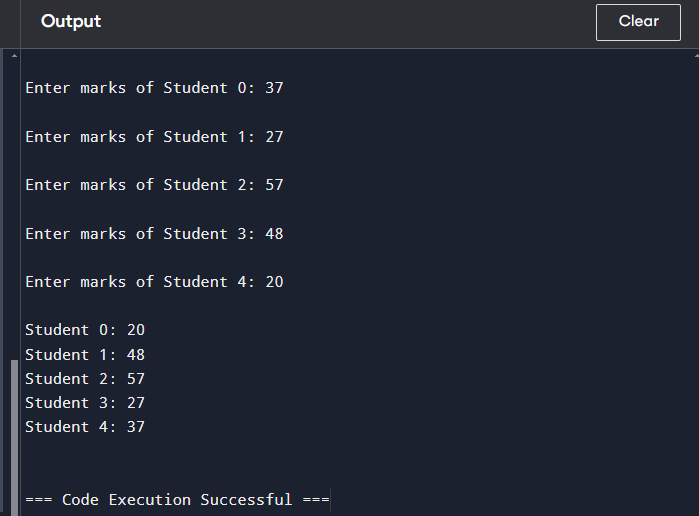 Output
Clear
Enter marks of Student 0: 37
Enter marks of Student 1: 27
Enter marks of Student 2: 57
Enter marks of Student 3: 48
Enter marks of Student 4: 20
Student 0: 20
Student 1: 48
Student 2: 57
Student 3: 27
Student 4: 37
=== Code Execution Successful ===